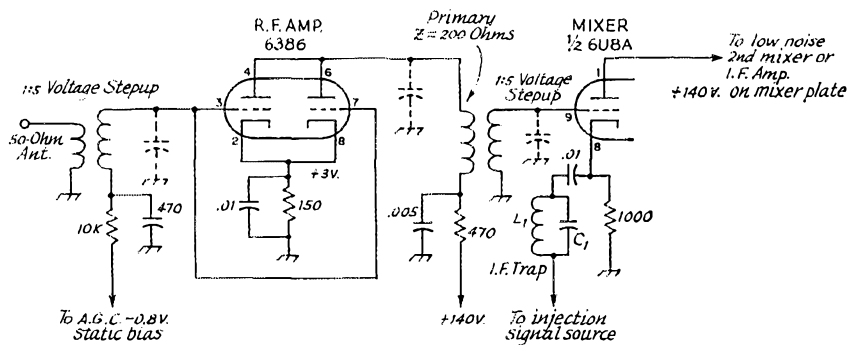 R.F. AMP.
6386
Primary
Z = 200 Ohms
MIXER
½ 6U8A
To low noise
2nd mixer or
I.F. Amp.
+140V. on mixer plate
1:5 Voltage Stepup
1:5 Voltage
Stepup
50-Ohm
Ant.
4
6
3
7
2
8
1
9
8
+3V.
.01
150
10K
470
.005
470
.01
L1
C1
1000
I.F. Trap
To A.G.C. -0.8V.
Static bias
+140V.
To injection
signal source